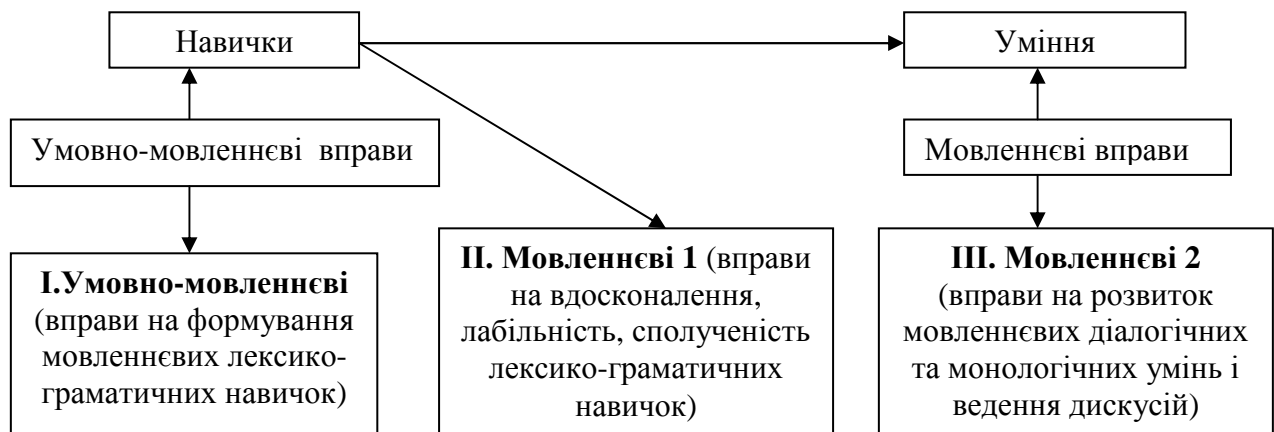 Навички
Уміння
Умовно-мовленнєві вправи
Мовленнєві вправи
І.Умовно-мовленнєві
(вправи на формування
мовленнєвих лексико-
граматичних навичок)
ІІ. Мовленнєві 1 (вправи
на вдосконалення,
лабільність, сполученість
лексико-граматичних
навичок)
ІІІ. Мовленнєві 2
(вправи на розвиток
мовленнєвих діалогічних
та монологічних умінь і
ведення дискусій)